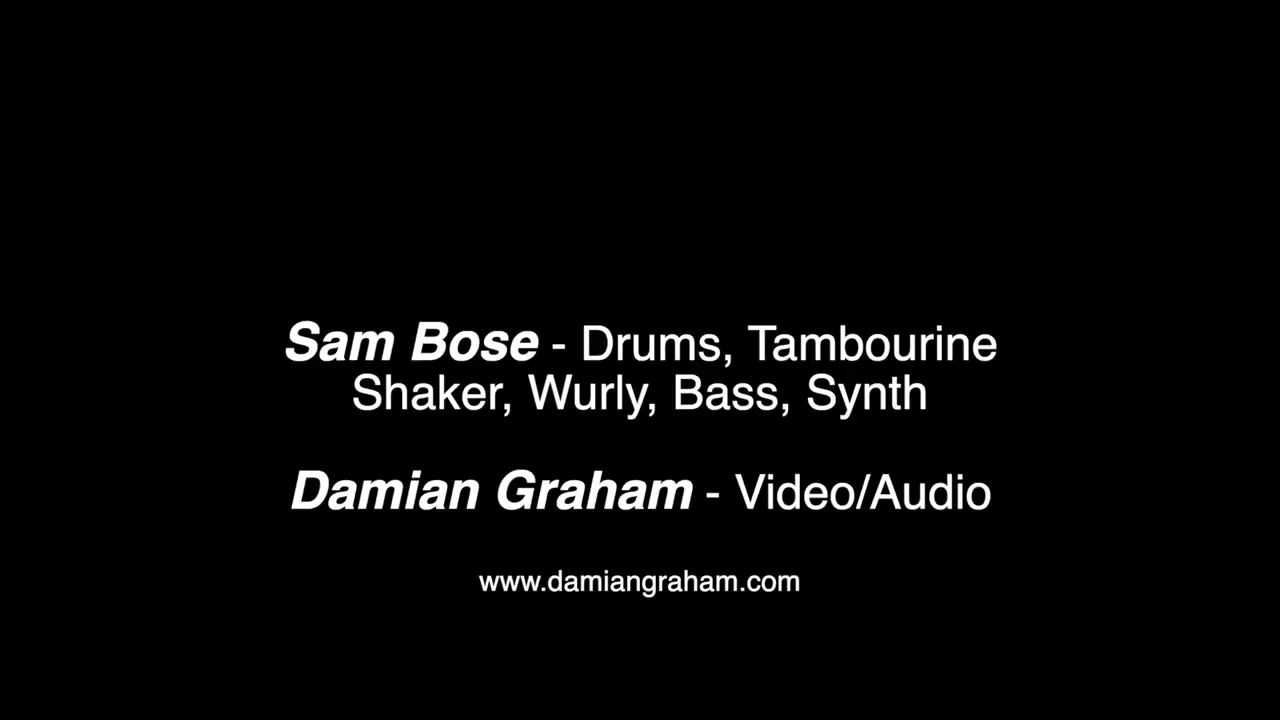 Sam Bose - Drums, Tambourine
Shaker, Wurly, Bass, Synth
Damian Graham - Video/Audio
www.damiangraham.com